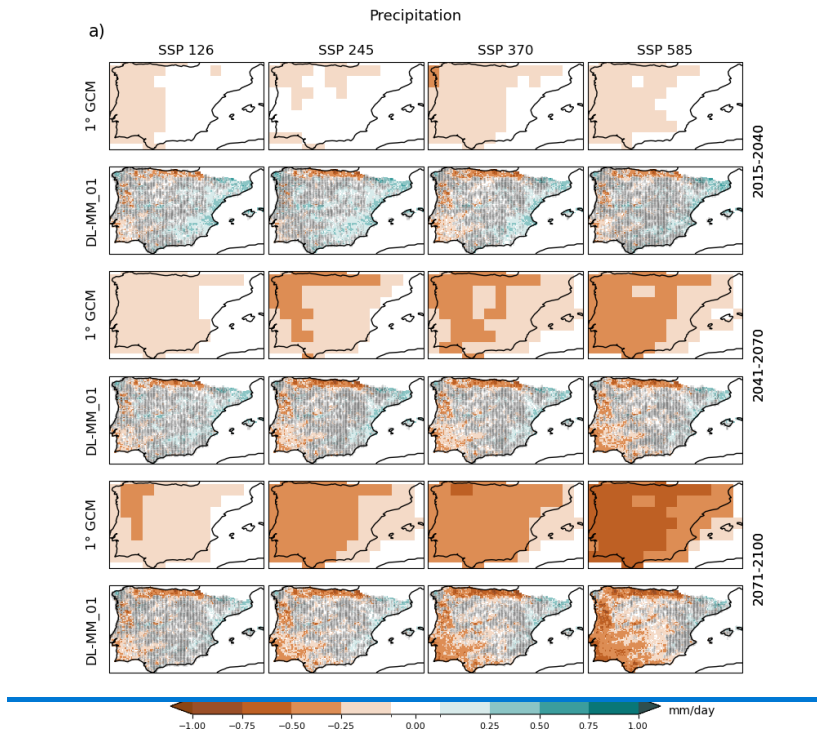 Precipitation
a)
SSP 126 SSP 245 SSP 370 SSP 585
1° GCM
DL-MM_01
2015-2040
1° GCM
DL-MM_01
2041-2070
1° GCM
DL-MM_01
2071-2100
−1.00 −0.75 −0.50 −0.25 0.00 0.25 0.50 0.75 1.00 mm/day